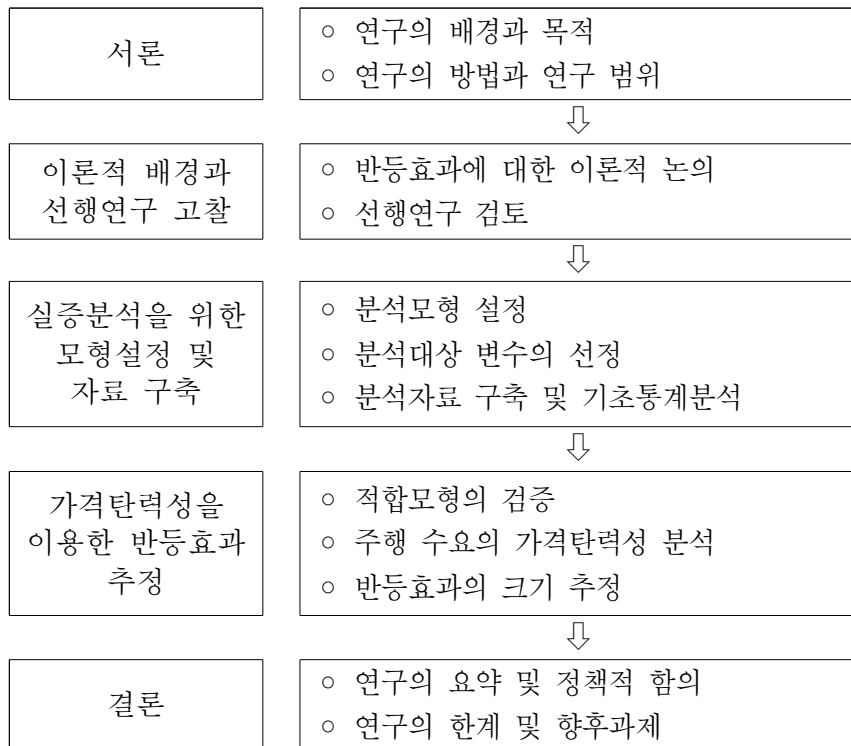 서론
○ 연구의 배경과 목적
○ 연구의 방법과 연구 범위
⇩
이론적 배경과
선행연구 고찰
○ 반등효과에 대한 이론적 논의
○ 선행연구 검토
⇩
실증분석을 위한
모형설정 및
자료 구축
○ 분석모형 설정
○ 분석대상 변수의 선정
○ 분석자료 구축 및 기초통계분석
⇩
가격탄력성을
이용한 반등효과
추정
○ 적합모형의 검증
○ 주행 수요의 가격탄력성 분석
○ 반등효과의 크기 추정
⇩
결론
○ 연구의 요약 및 정책적 함의
○ 연구의 한계 및 향후과제